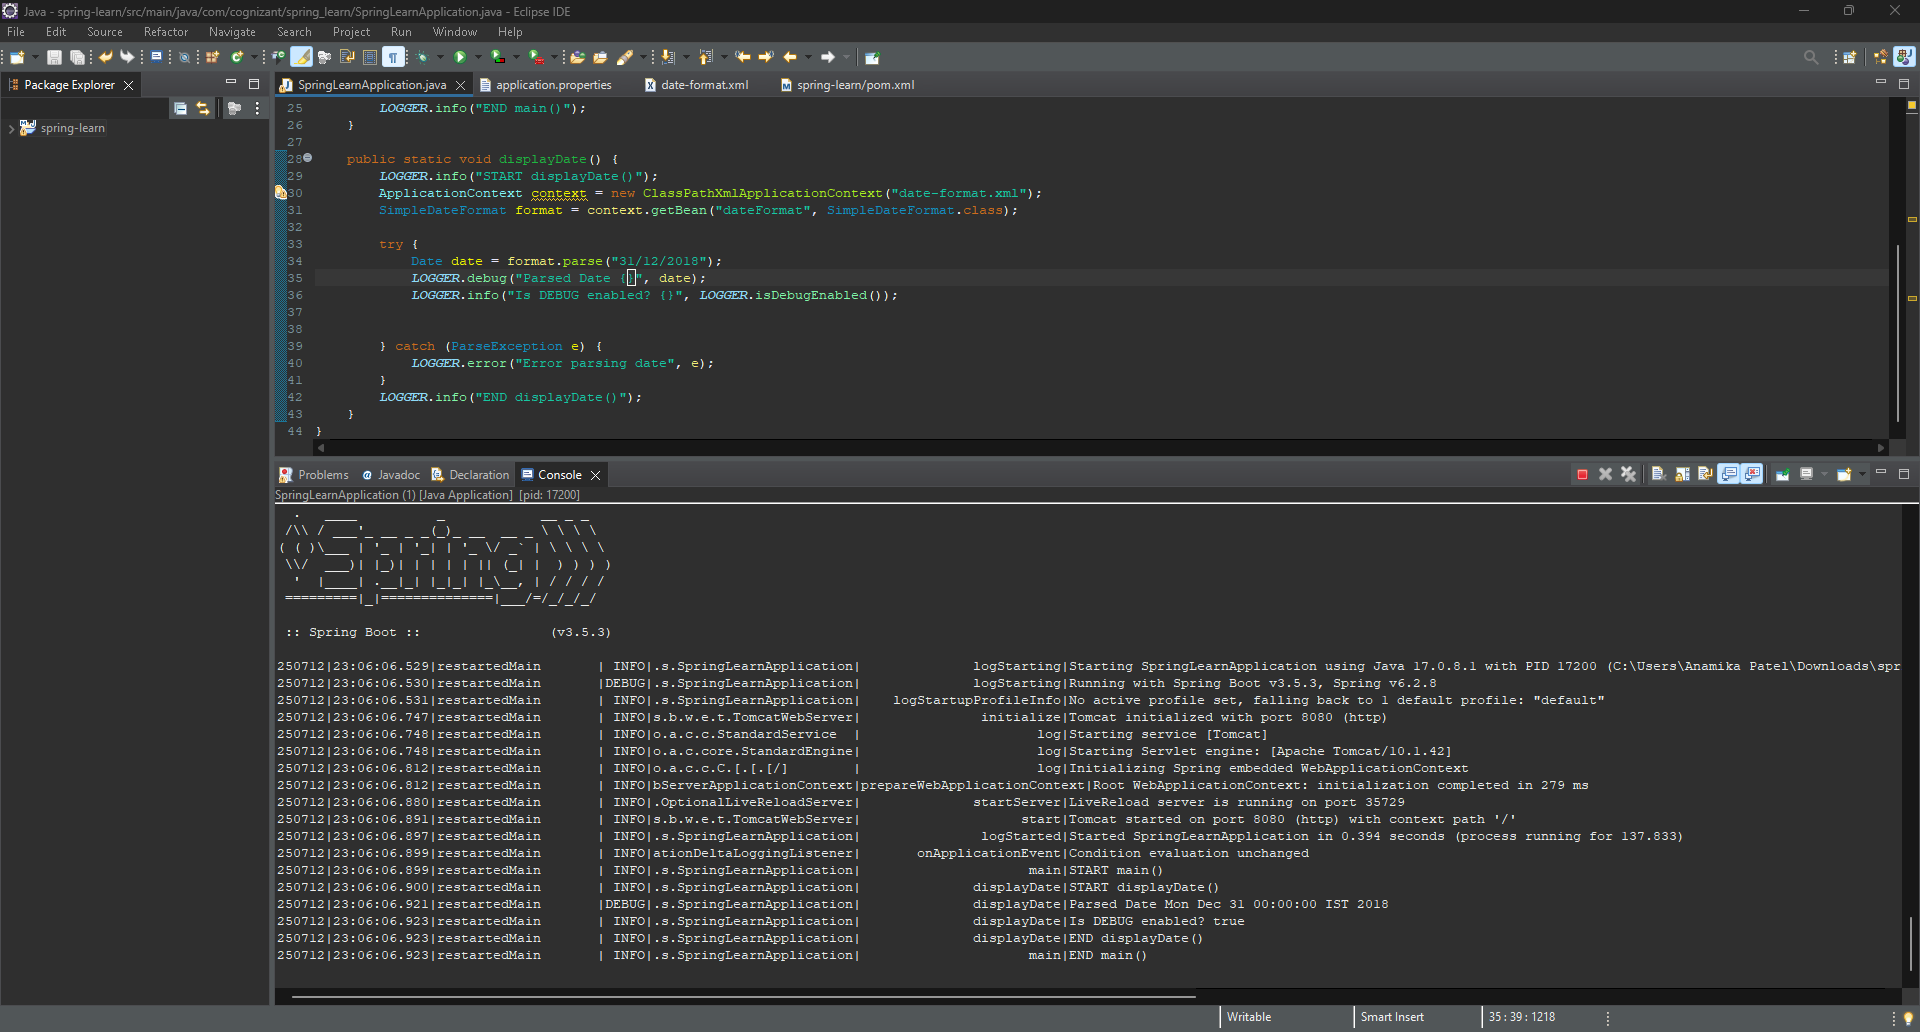 Java - spring-learn/src/main/java/com/cognizant/spring_learn/SpringLearnApplication.java - Eclipse IDE
File Edit Source Refactor Navigate Search Project Run Window Help
Package Explorer
spring-learn
SpringLearnApplication.java application.properties date-format.xml spring-learn/pom.xml
25 LOGGER.info("END main()");
26 }
27
28 public static void displayDate() {
29 LOGGER.info("START displayDate()");
30 ApplicationContext context = new ClassPathXmlApplicationContext("date-format.xml");
31 SimpleDateFormat format = context.getBean("dateFormat", SimpleDateFormat.class);
32
33 try {
34 Date date = format.parse("31/12/2018");
35 LOGGER.debug("Parsed Date {}", date);
36 LOGGER.info("Is DEBUG enabled? {}", LOGGER.isDebugEnabled());
37
38
39 } catch (ParseException e) {
40 LOGGER.error("Error parsing date", e);
41 }
42 LOGGER.info("END displayDate()");
43 }
44 }
Problems Javadoc Declaration Console
SpringLearnApplication (1) [Java Application] [pid: 17200]
:: Spring Boot :: (v3.5.3)
250712|23:06:06.529|restartedMain | INFO|.s.SpringLearnApplication| logStarting|Starting SpringLearnApplication using Java 17.0.8.1 with PID 17200 (C:\Users\Anamika Patel\Downloads\spr
250712|23:06:06.530|restartedMain |DEBUG|.s.SpringLearnApplication| logStarting|Running with Spring Boot v3.5.3, Spring v6.2.8
250712|23:06:06.531|restartedMain | INFO|.s.SpringLearnApplication| logStartupProfileInfo|No active profile set, falling back to 1 default profile: "default"
250712|23:06:06.747|restartedMain | INFO|s.b.w.e.t.TomcatWebServer| initialize|Tomcat initialized with port 8080 (http)
250712|23:06:06.748|restartedMain | INFO|o.a.c.c.StandardService | log|Starting service [Tomcat]
250712|23:06:06.748|restartedMain | INFO|o.a.c.core.StandardEngine| log|Starting Servlet engine: [Apache Tomcat/10.1.42]
250712|23:06:06.812|restartedMain | INFO|o.a.c.c.C.[.[.[/] | log|Initializing Spring embedded WebApplicationContext
250712|23:06:06.812|restartedMain | INFO|bServerApplicationContext|prepareWebApplicationContext|Root WebApplicationContext: initialization completed in 279 ms
250712|23:06:06.880|restartedMain | INFO|.OptionalLiveReloadServer| startServer|LiveReload server is running on port 35729
250712|23:06:06.891|restartedMain | INFO|s.b.w.e.t.TomcatWebServer| start|Tomcat started on port 8080 (http) with context path '/'
250712|23:06:06.897|restartedMain | INFO|.s.SpringLearnApplication| logStarted|Started SpringLearnApplication in 0.394 seconds (process running for 137.833)
250712|23:06:06.899|restartedMain | INFO|ationDeltaLoggingListener| onApplicationEvent|Condition evaluation unchanged
250712|23:06:06.899|restartedMain | INFO|.s.SpringLearnApplication| main|START main()
250712|23:06:06.900|restartedMain | INFO|.s.SpringLearnApplication| displayDate|START displayDate()
250712|23:06:06.921|restartedMain |DEBUG|.s.SpringLearnApplication| displayDate|Parsed Date Mon Dec 31 00:00:00 IST 2018
250712|23:06:06.923|restartedMain | INFO|.s.SpringLearnApplication| displayDate|Is DEBUG enabled? true
250712|23:06:06.923|restartedMain | INFO|.s.SpringLearnApplication| displayDate|END displayDate()
250712|23:06:06.923|restartedMain | INFO|.s.SpringLearnApplication| main|END main()
Writable Smart Insert 35 : 39 : 1218